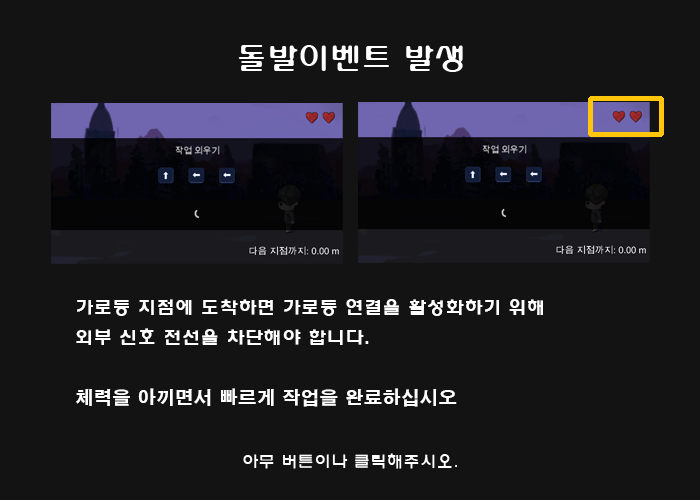 돌발이벤트 발생
작업 외우기
다음 지점까지: 0.00 m
작업 외우기
다음 지점까지: 0.00 m
가로등 지점에 도착하면 가로등 연결을 활성화하기 위해
외부 신호 전선을 차단해야 합니다.
체력을 아끼면서 빠르게 작업을 완료하십시오
아무 버튼이나 클릭해주시오.